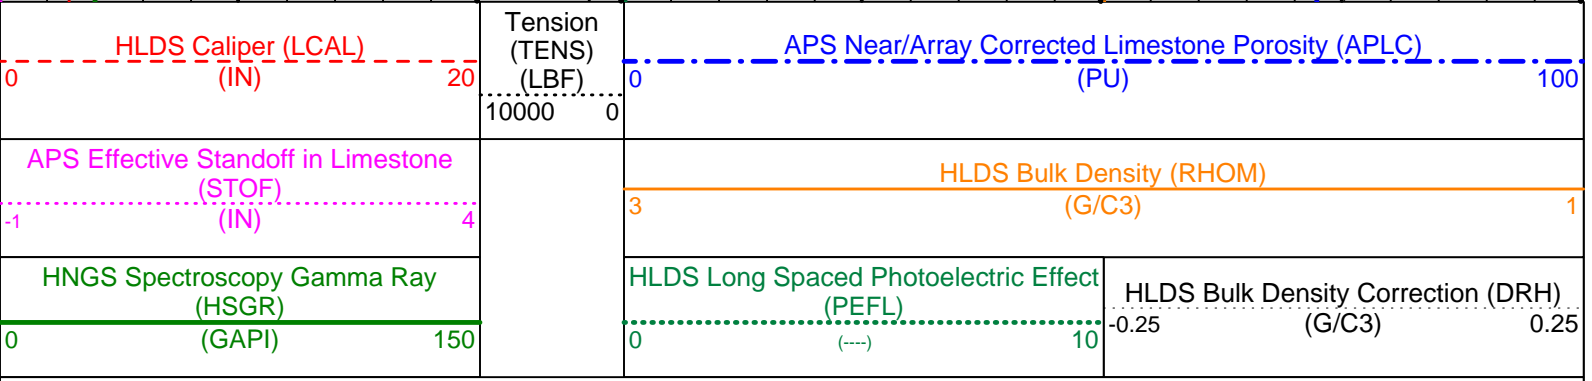 HLDS Caliper (LCAL)
0 (IN) 20
Tension
(TENS)
(LBF)
10000 0
APS Near/Array Corrected Limestone Porosity (APLC)
0 (PU) 100
APS Effective Standoff in Limestone
(STOF)
-1 (IN) 4
HLDS Bulk Density (RHOM)
3 (G/C3) 1
HNGS Spectroscopy Gamma Ray
(HSGR)
0 (GAPI) 150
HLDS Long Spaced Photoelectric Effect
(PEFL)
0 (----) 10
HLDS Bulk Density Correction (DRH)
-0.25 (G/C3) 0.25